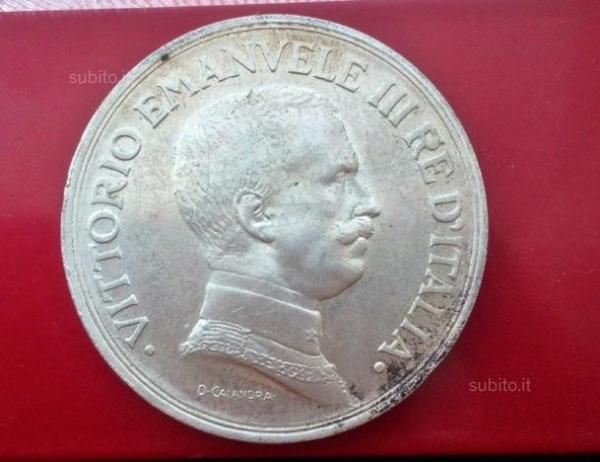 · VITTORIO EMANVELE III RE D'ITALIA ·
D·CALANDRA
subito.it
subito.it